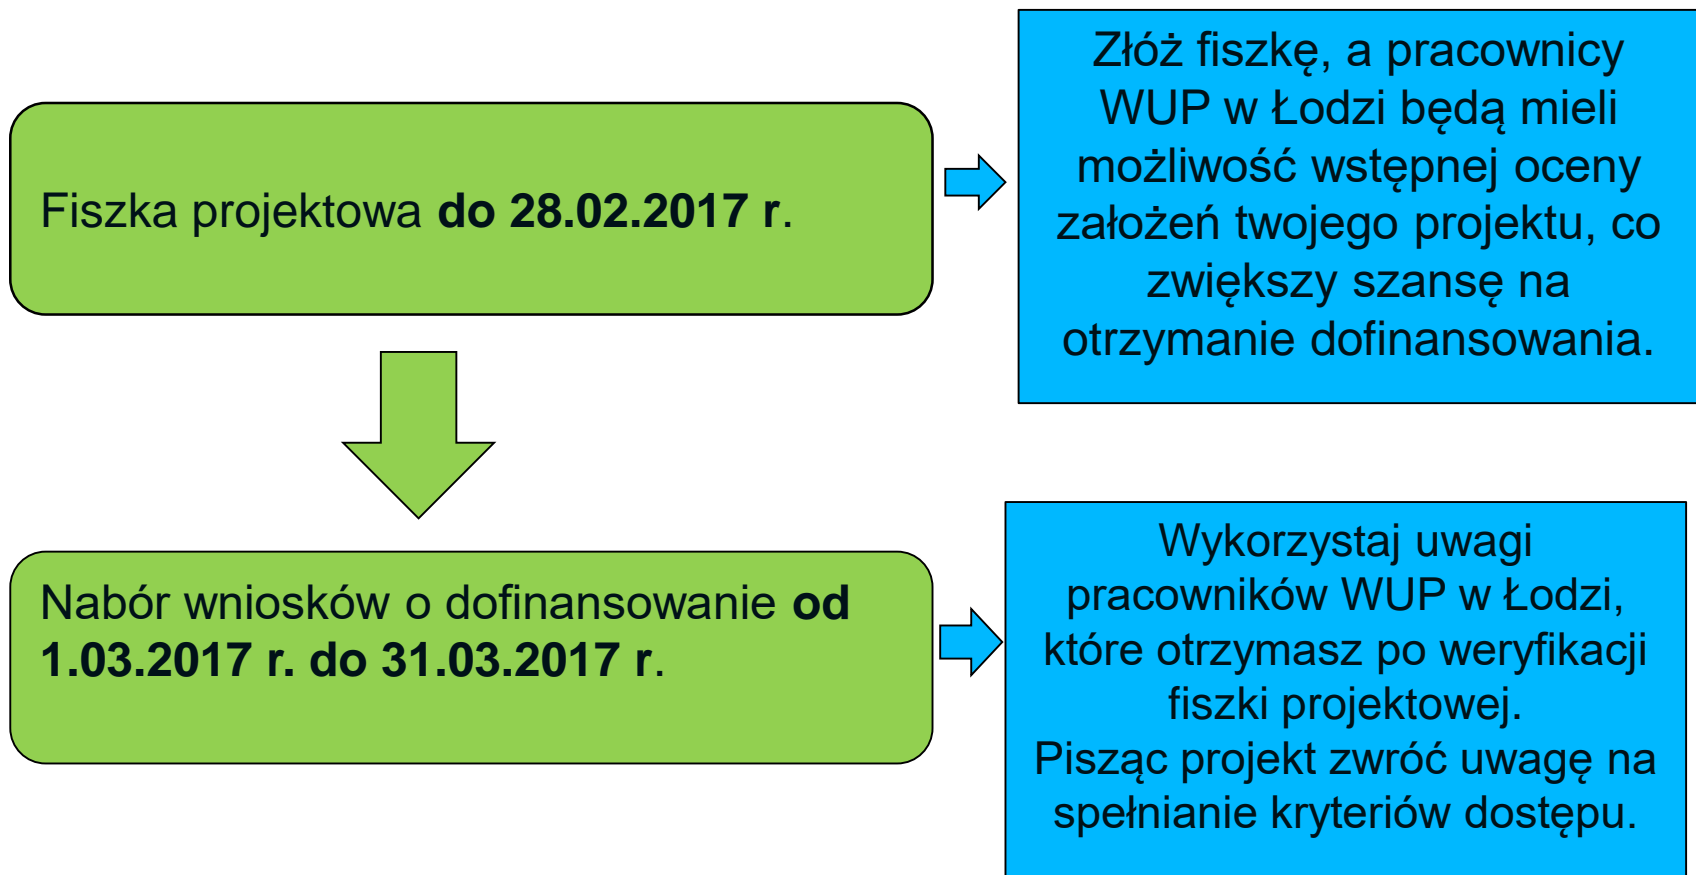 Fiszka projektowa do 28.02.2017 r.
Złóż fiszkę, a pracownicy
WUP w Łodzi będą mieli
możliwość wstępnej oceny
założeń twojego projektu, co
zwiększy szansę na
otrzymanie dofinansowania.
Nabór wniosków o dofinansowanie od
1.03.2017 r. do 31.03.2017 r.
Wykorzystaj uwagi
pracowników WUP w Łodzi,
które otrzymasz po weryfikacji
fiszki projektowej.
Pisząc projekt zwróć uwagę na
spełnianie kryteriów dostępu.